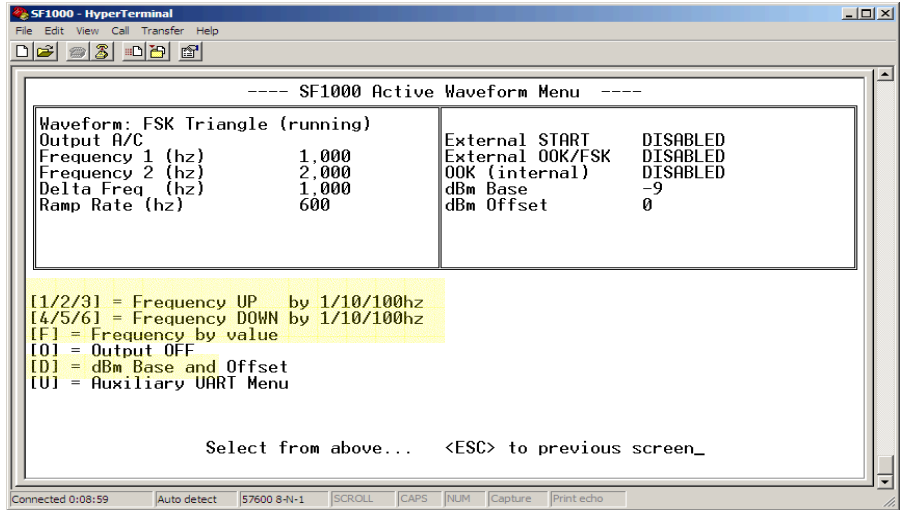 SF1000 - HyperTerminal
File Edit View Call Transfer Help
---- SF1000 Active Waveform Menu ----
Waveform: FSK Triangle (running)
Output A/C
Frequency 1 (hz) 1,000
Frequency 2 (hz) 2,000
Delta Freq (hz) 1,000
Ramp Rate (hz) 600
External START DISABLED
External OOK/FSK DISABLED
OOK (internal) DISABLED
dBm Base -9
dBm Offset 0
[1/2/3] = Frequency UP by 1/10/100hz
[4/5/6] = Frequency DOWN by 1/10/100hz
[F] = Frequency by value
[O] = Output OFF
[D] = dBm Base and Offset
[U] = Auxiliary UART Menu
Select from above... <ESC> to previous screen_
Connected 0:08:59 Auto detect 57600 8-N-1 SCROLL CAPS NUM Capture Print echo